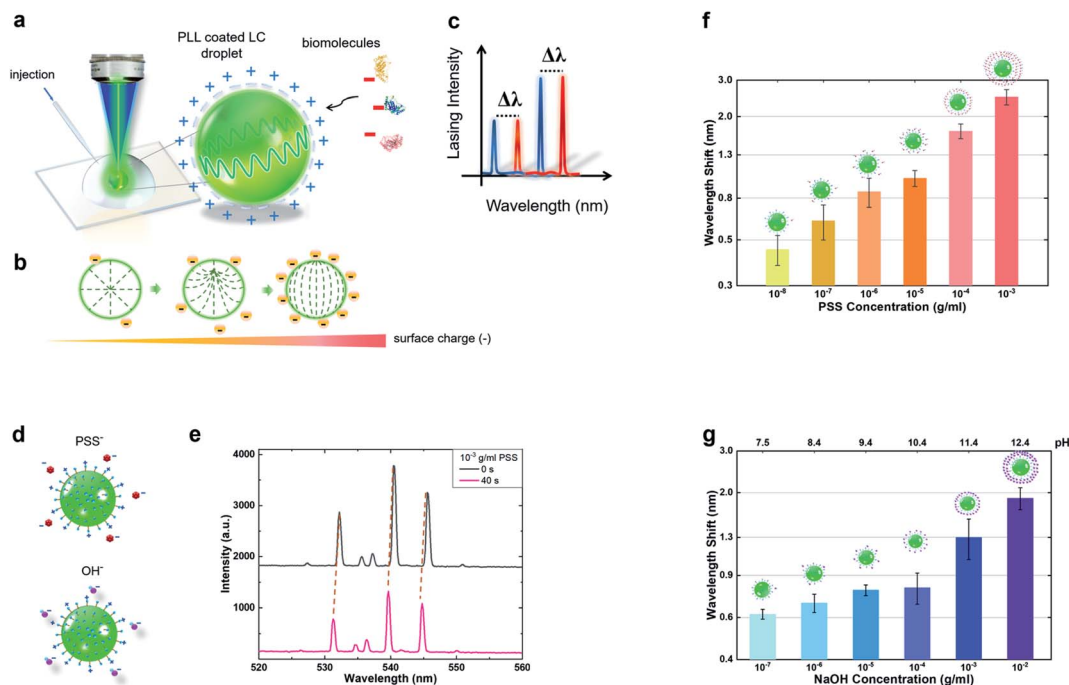 a
injection
PLL coated LC
droplet
biomolecules
b
surface charge (-)
c
Δλ
Δλ
Lasing Intensity
Wavelength (nm)
d
PSS⁻
OH⁻
e
10⁻³ g/ml PSS
0 s
40 s
Intensity (a.u.)
4000
3000
2000
1000
520
530
540
550
560
Wavelength (nm)
f
Wavelength Shift (nm)
3.0
2.0
1.3
0.8
0.5
0.3
10⁻⁸
10⁻⁷
10⁻⁶
10⁻⁵
10⁻⁴
10⁻³
PSS Concentration (g/ml)
g
7.5
8.4
9.4
10.4
11.4
12.4
pH
Wavelength Shift (nm)
3.0
2.0
1.3
0.9
0.6
0.4
10⁻⁷
10⁻⁶
10⁻⁵
10⁻⁴
10⁻³
10⁻²
NaOH Concentration (g/ml)